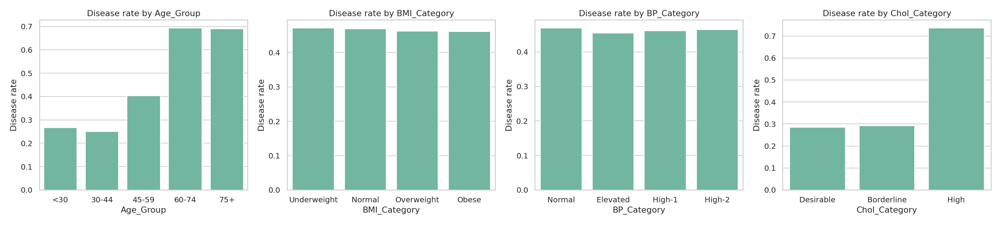 Disease rate by Age_Group
Disease rate
0.7
0.6
0.5
0.4
0.3
0.2
0.1
0.0
<30 30-44 45-59 60-74 75+
Age_Group
Disease rate by BMI_Category
Disease rate
0.4
0.3
0.2
0.1
0.0
Underweight Normal Overweight Obese
BMI_Category
Disease rate by BP_Category
Disease rate
0.4
0.3
0.2
0.1
0.0
Normal Elevated High-1 High-2
BP_Category
Disease rate by Chol_Category
Disease rate
0.7
0.6
0.5
0.4
0.3
0.2
0.1
0.0
Desirable Borderline High
Chol_Category